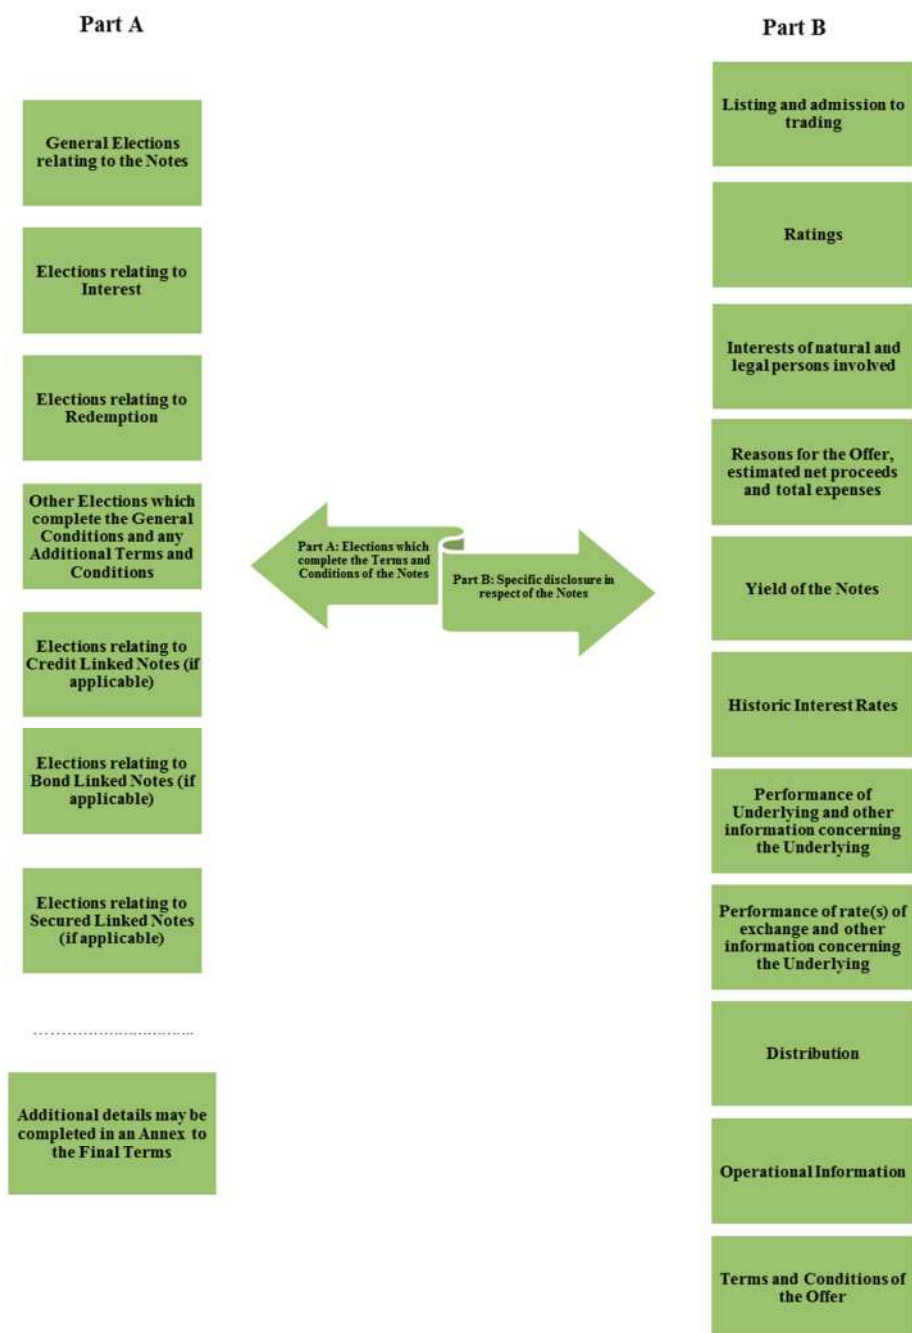 Part A
General Elections
relating to the Notes
Elections relating to
Interest
Elections relating to
Redemption
Other Elections which
complete the General
Conditions and any
Additional Terms and
Conditions
Elections relating to
Credit Linked Notes (if
applicable)
Elections relating to
Bond Linked Notes (if
applicable)
Elections relating to
Secured Linked Notes
(if applicable)
Additional details may be
completed in an Annex to
the Final Terms
Part A: Elections which
complete the Terms and
Conditions of the Notes
Part B: Specific disclosure in
respect of the Notes
Part B
Listing and admission to
trading
Ratings
Interests of natural and
legal persons involved
Reasons for the Offer,
estimated net proceeds
and total expenses
Yield of the Notes
Historic Interest Rates
Performance of
Underlying and other
information concerning
the Underlying
Performance of rate(s) of
exchange and other
information concerning
the Underlying
Distribution
Operational Information
Terms and Conditions of
the Offer